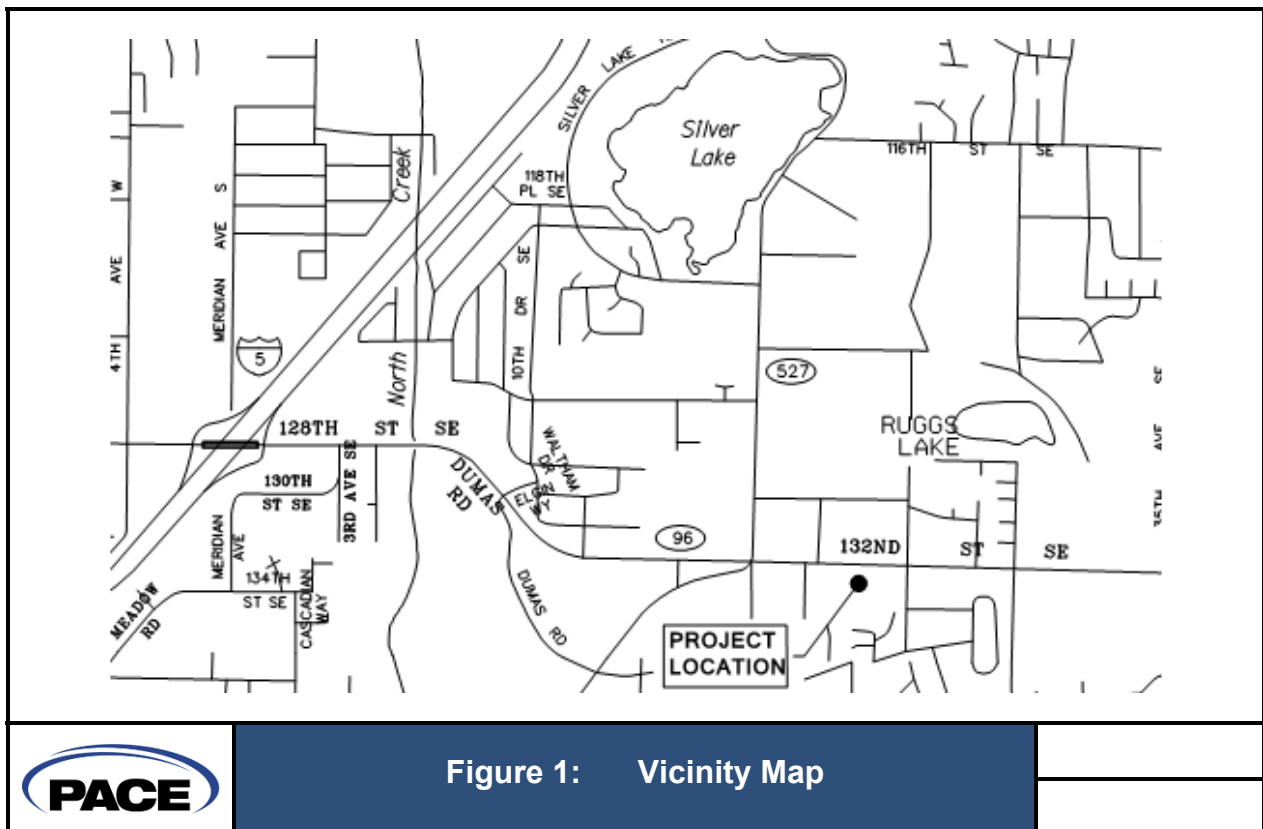 SILVER LAKE
Silver
Lake
116TH ST SE
118TH
PL SE
Creek
4TH AVE W
MERIDIAN AVE S
5
10TH DR SE
527
North
RUGGS
LAKE
35TH AVE SE
128TH ST SE
DUMAS
RD
WALTHAM
DR
ELGIN
WY
130TH
ST SE
3RD AVE SE
96
132ND ST SE
MERIDIAN
AVE
134TH
ST SE
CASCADIAN
WAY
MEADOW
RD
DUMAS RD
PROJECT
LOCATION
PACE
Figure 1: Vicinity Map